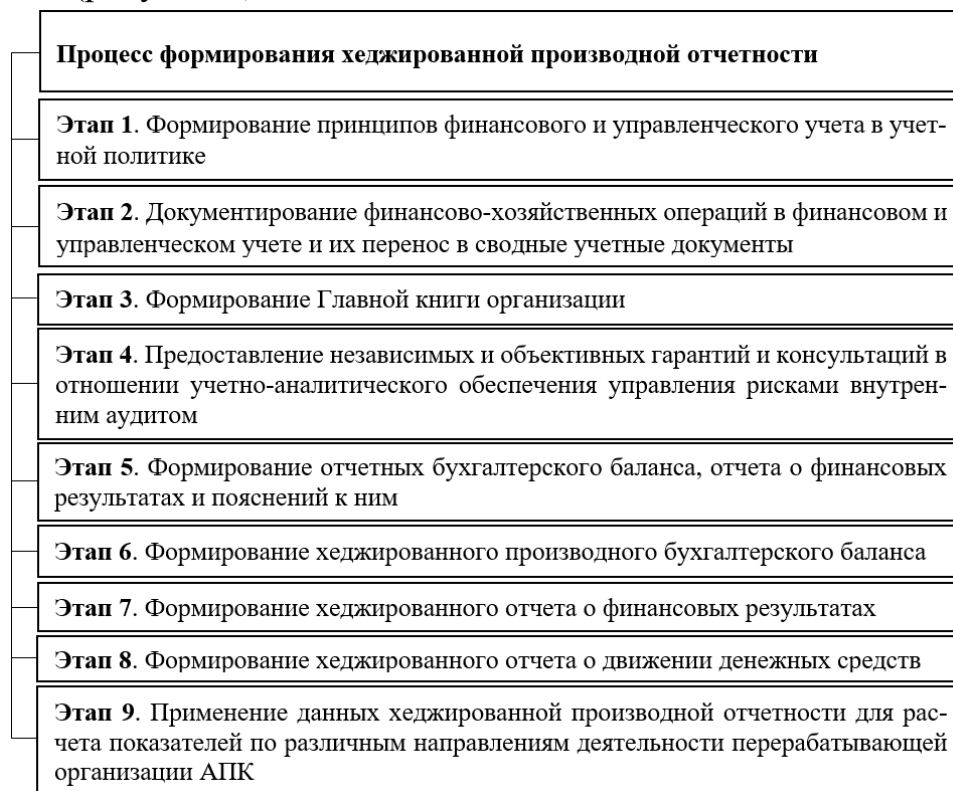 Процесс формирования хеджированной производной отчетности
Этап 1. Формирование принципов финансового и управленческого учета в учет-
ной политике
Этап 2. Документирование финансово-хозяйственных операций в финансовом и
управленческом учете и их перенос в сводные учетные документы
Этап 3. Формирование Главной книги организации
Этап 4. Предоставление независимых и объективных гарантий и консультаций в
отношении учетно-аналитического обеспечения управления рисками внутрен-
ним аудитом
Этап 5. Формирование отчетных бухгалтерского баланса, отчета о финансовых
результатах и пояснений к ним
Этап 6. Формирование хеджированного производного бухгалтерского баланса
Этап 7. Формирование хеджированного отчета о финансовых результатах
Этап 8. Формирование хеджированного отчета о движении денежных средств
Этап 9. Применение данных хеджированной производной отчетности для рас-
чета показателей по различным направлениям деятельности перерабатывающей
организации АПК